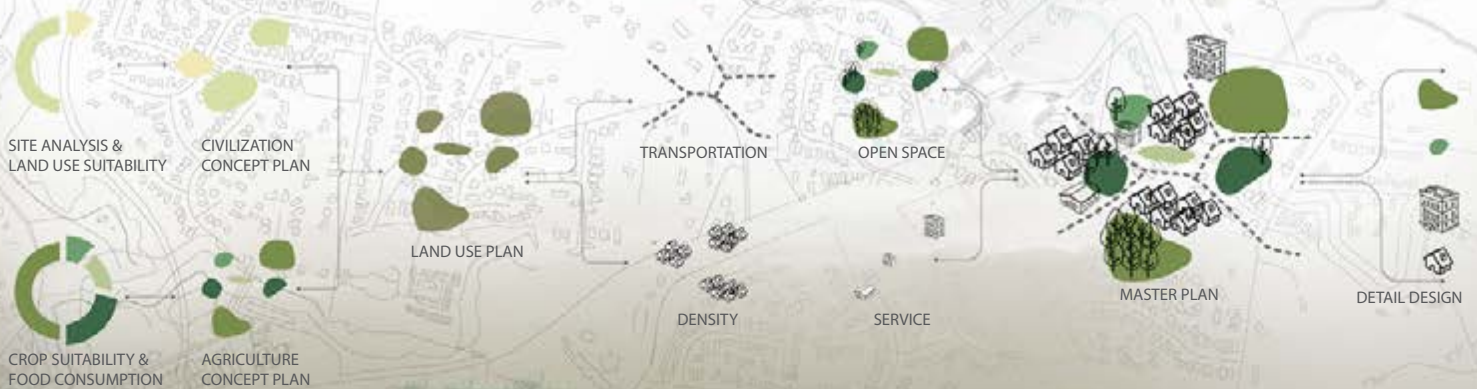 SITE ANALYSIS &
LAND USE SUITABILITY
CIVILIZATION
CONCEPT PLAN
CROP SUITABILITY &
FOOD CONSUMPTION
AGRICULTURE
CONCEPT PLAN
LAND USE PLAN
TRANSPORTATION
OPEN SPACE
DENSITY
SERVICE
MASTER PLAN
DETAIL DESIGN